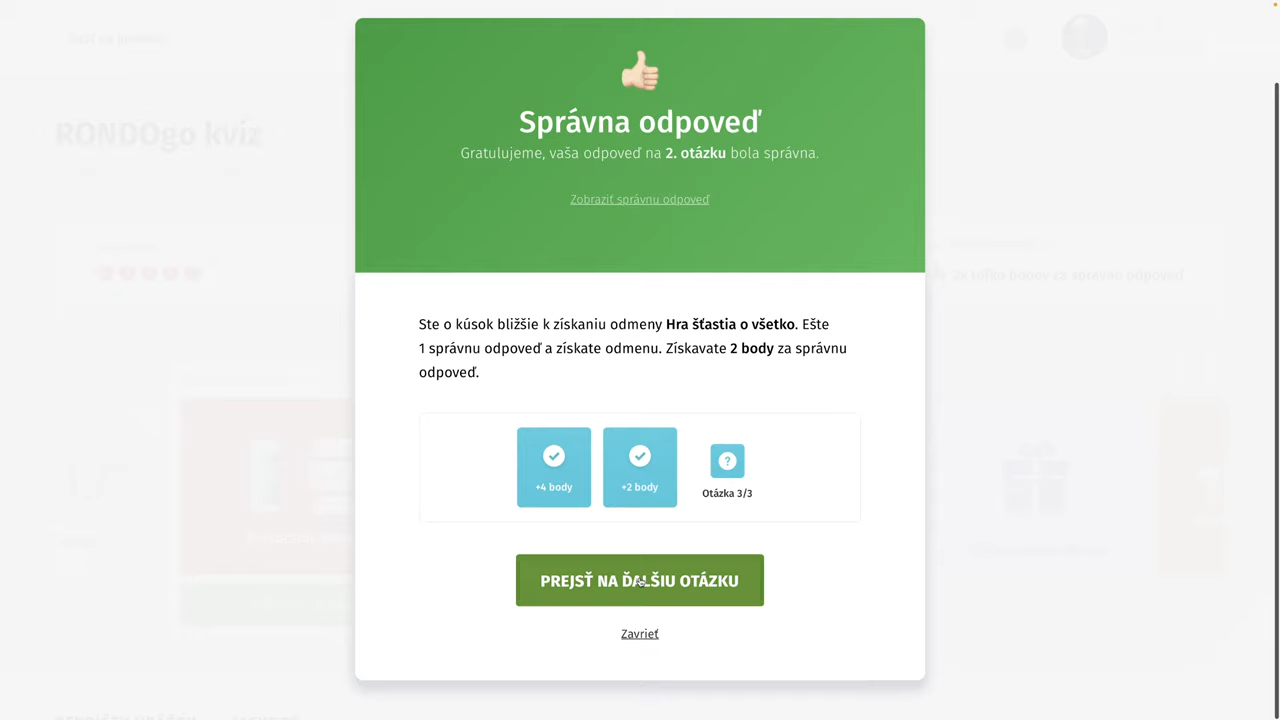 RONDOgo kvíz
Správna odpoveď
Gratulujeme, vaša odpoveď na 2. otázku bola správna.
Zobraziť správnu odpoveď
2x toľko bodov za správnu odpoveď
Ste o kúsok bližšie k získaniu odmeny Hra šťastia o všetko. Ešte
1 správnu odpoveď a získate odmenu. Získavate 2 body za správnu
odpoveď.
+4 body
+2 body
?
Otázka 3/3
PREJSŤ NA ĎALŠIU OTÁZKU
Zavrieť